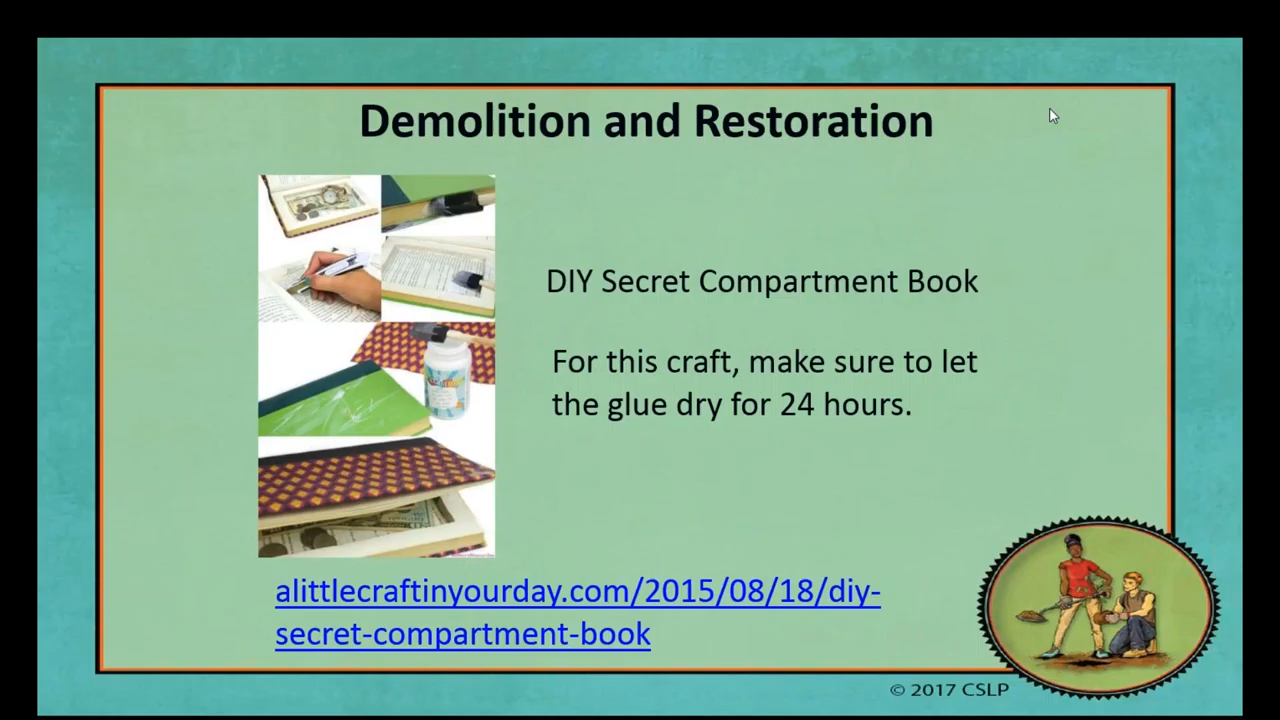 Demolition and Restoration
DIY Secret Compartment Book
For this craft, make sure to let
the glue dry for 24 hours.
alittlecraftinyourday.com/2015/08/18/diy-
secret-compartment-book
© 2017 CSLP